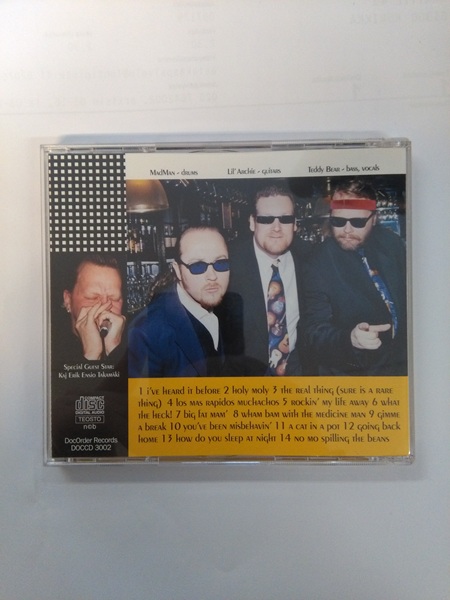 MadMan - drums
Lil' Archie - guitars
Teddy Bear - bass, vocals
Special Guest Star:
Kaj Erik Ensio Takamäki
COMPACT
disc
DIGITAL AUDIO
TEOSTO
ncb
DocOrder Records
DOCCD 3002
1 i've heard it before 2 holy moly 3 the real thing (sure is a rare
thing) 4 los mas rapidos muchachos 5 rockin' my life away 6 what
the heck! 7 big fat mam' 8 wham bam with the medicine man 9 gimme
a break 10 you've been misbehavin' 11 a cat in a pot 12 going back
home 13 how do you sleep at night 14 no mo spilling the beans